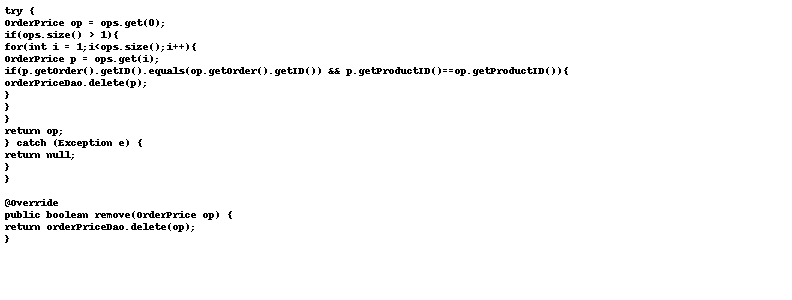 try {
OrderPrice op = ops.get(0);
if(ops.size() > 1){
for(int i = 1;i<ops.size();i++){
OrderPrice p = ops.get(i);
if(p.getOrder().getID().equals(op.getOrder().getID()) && p.getProductID()==op.getProductID()){
orderPriceDao.delete(p);
}
}
}
return op;
} catch (Exception e) {
return null;
}
}

@Override
public boolean remove(OrderPrice op) {
return orderPriceDao.delete(op);
}